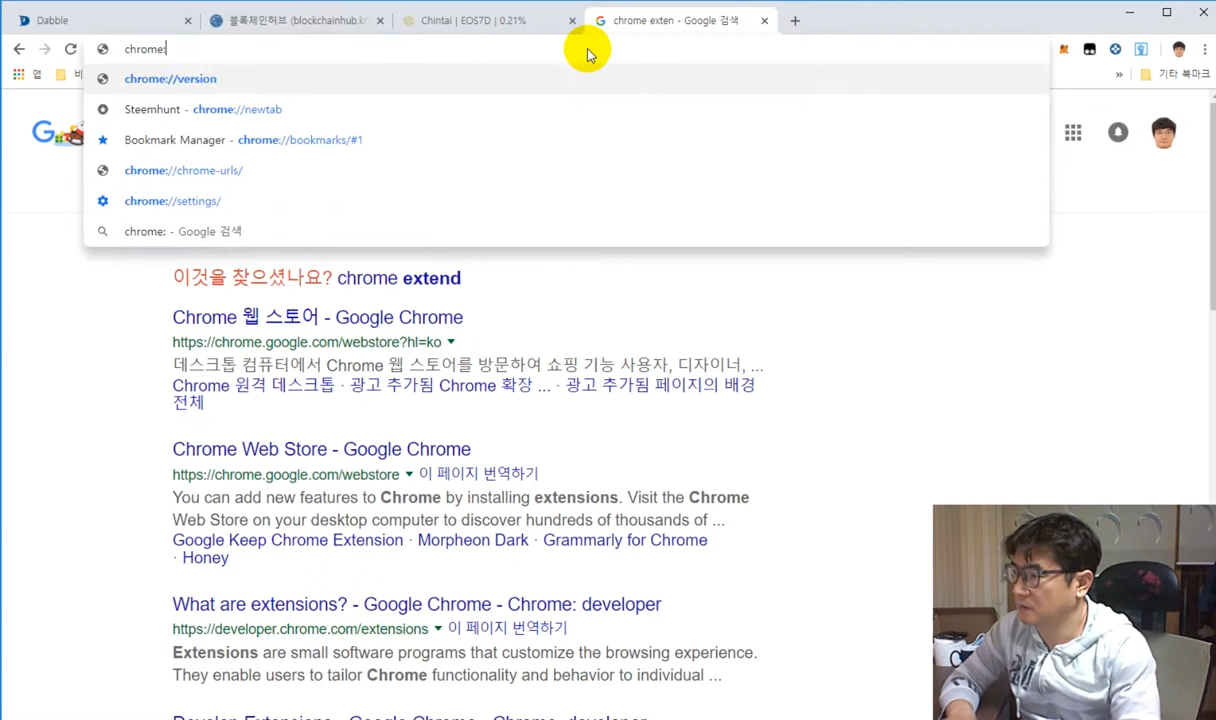 Dabble
블록체인허브 (blockchainhub.k
Chintai | EOS7D | 0.21%
chrome exten - Google 검색
chrome:
앱
기타 북마크
chrome://version
Steemhunt - chrome://newtab
Bookmark Manager - chrome://bookmarks/#1
chrome://chrome-urls/
chrome://settings/
chrome: - Google 검색
이것을 찾으셨나요? chrome extend
Chrome 웹 스토어 - Google Chrome
https://chrome.google.com/webstore?hl=ko
데스크톱 컴퓨터에서 Chrome 웹 스토어를 방문하여 쇼핑 기능 사용자, 디자이너, ...
Chrome 원격 데스크톱 · 광고 추가됨 Chrome 확장 ... · 광고 추가됨 페이지의 배경
전체
Chrome Web Store - Google Chrome
https://chrome.google.com/webstore 이 페이지 번역하기
You can add new features to Chrome by installing extensions. Visit the Chrome
Web Store on your desktop computer to discover hundreds of thousands of ...
Google Keep Chrome Extension · Morpheon Dark · Grammarly for Chrome
· Honey
What are extensions? - Google Chrome - Chrome: developer
https://developer.chrome.com/extensions 이 페이지 번역하기
Extensions are small software programs that customize the browsing experience.
They enable users to tailor Chrome functionality and behavior to individual ...
Develop Extensions - Google Chrome - Chrome: developer